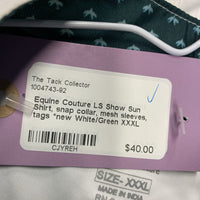 The Tack Collector
1004743-92
Equine Couture LS Show Sun
Shirt, snap collar, mesh sleeves,
tags *new White/Green XXXL
CJYREH
$40.00
SIZE- XXXL
MADE IN
INDIA